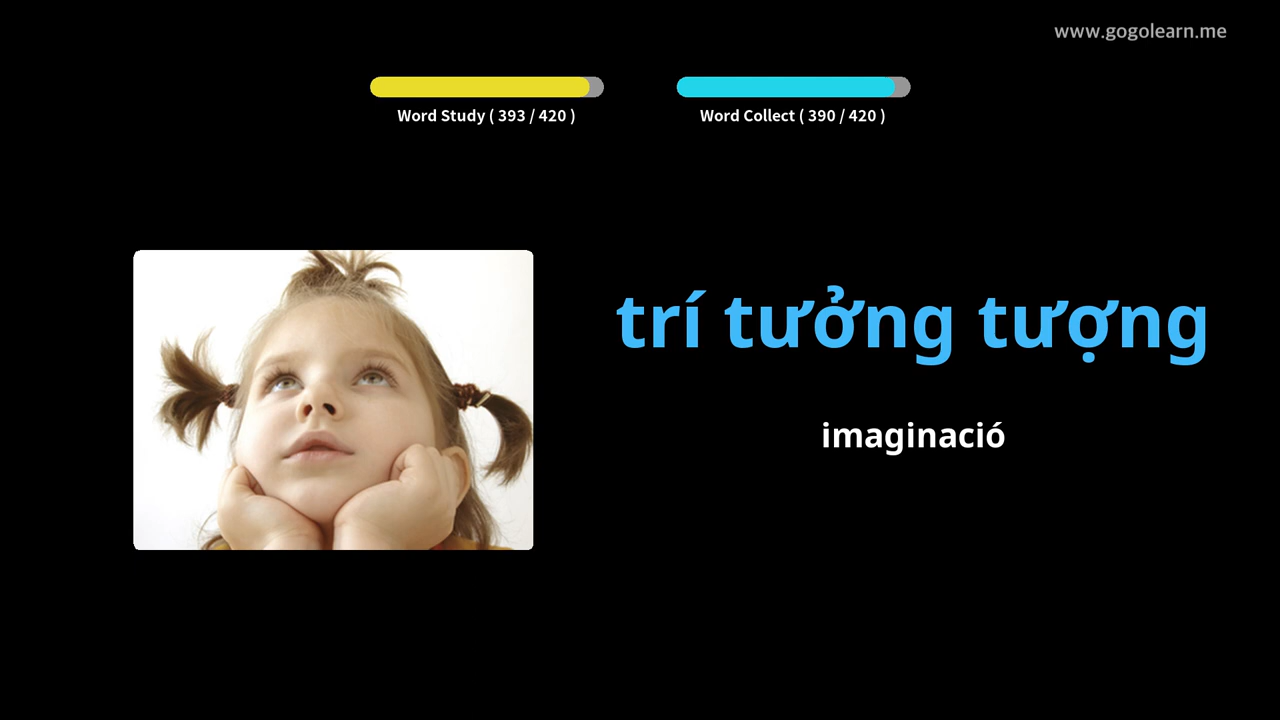 www.gogolearn.me
Word Study ( 393 / 420 )
Word Collect ( 390 / 420 )
trí tưởng tượng
imaginació